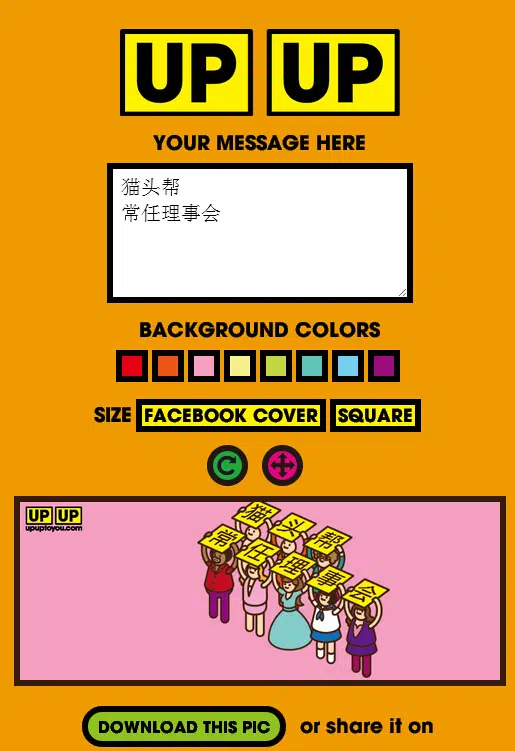 UP UP
YOUR MESSAGE HERE
猫头帮
常任理事会
BACKGROUND COLORS
SIZE FACEBOOK COVER SQUARE
UP UP
upuptoyou.com
猫头帮
常任理事会
DOWNLOAD THIS PIC or share it on